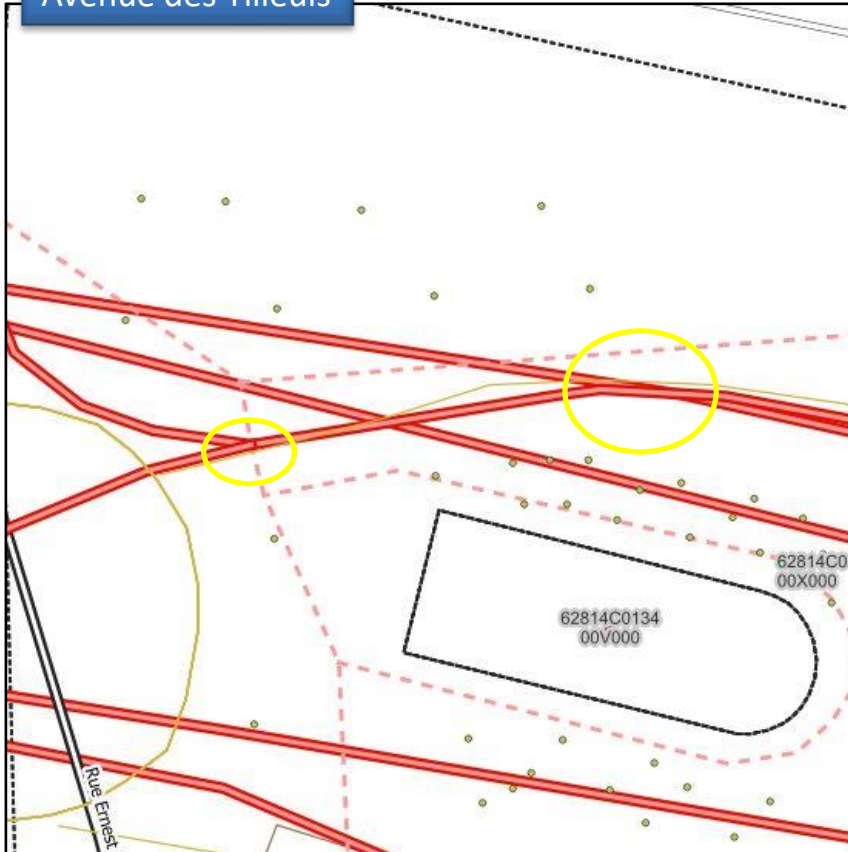 Avenue des Tilleuls
62814C0
00X000
62814C0134
00V000
Rue Ernest